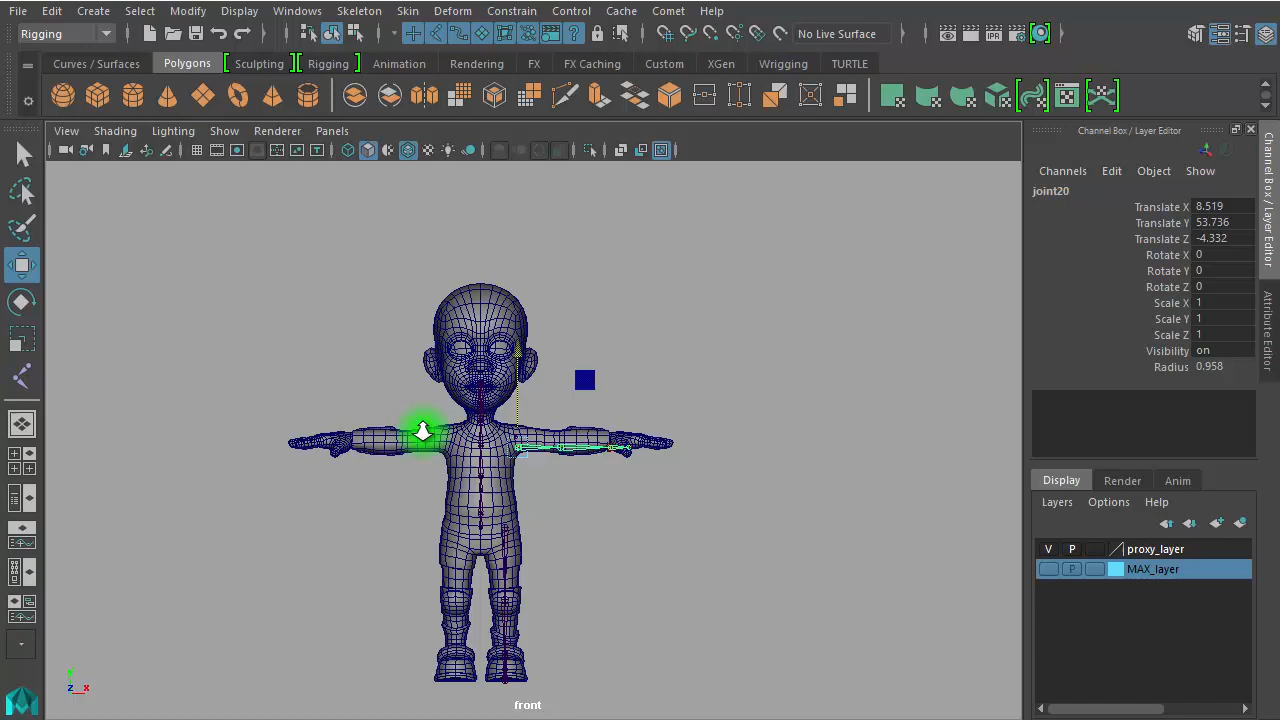 File Edit Create Select Modify Display Windows Skeleton Skin Deform Constrain Control Cache Comet Help
Rigging
No Live Surface
Curves / Surfaces Polygons Sculpting Rigging Animation Rendering FX FX Caching Custom XGen Wrigging TURTLE
View Shading Lighting Show Renderer Panels
Channel Box / Layer Editor
Channels Edit Object Show
joint20
Translate X 8.519
Translate Y 53.736
Translate Z -4.332
Rotate X 0
Rotate Y 0
Rotate Z 0
Scale X 1
Scale Y 1
Scale Z 1
Visibility on
Radius 0.958
Display Render Anim
Layers Options Help
V P proxy_layer
P MAX_layer
Channel Box / Layer Editor
Attribute Editor
y
z x
front